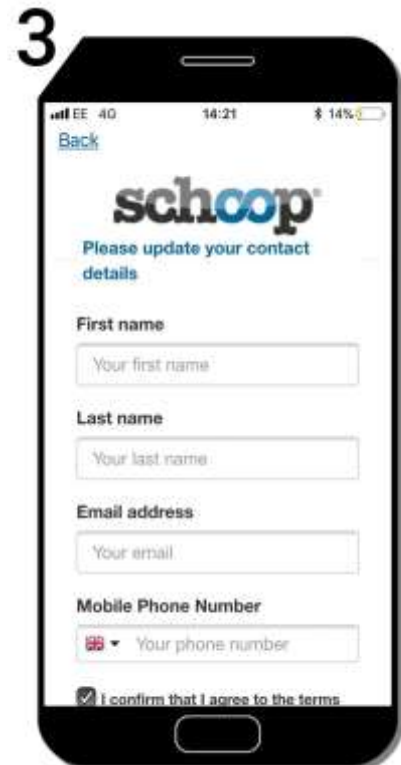 3
EE 4G 14:21 14%
Back
schoop
Please update your contact
details
First name
Your first name
Last name
Your last name
Email address
Your email
Mobile Phone Number
Your phone number
I confirm that I agree to the terms